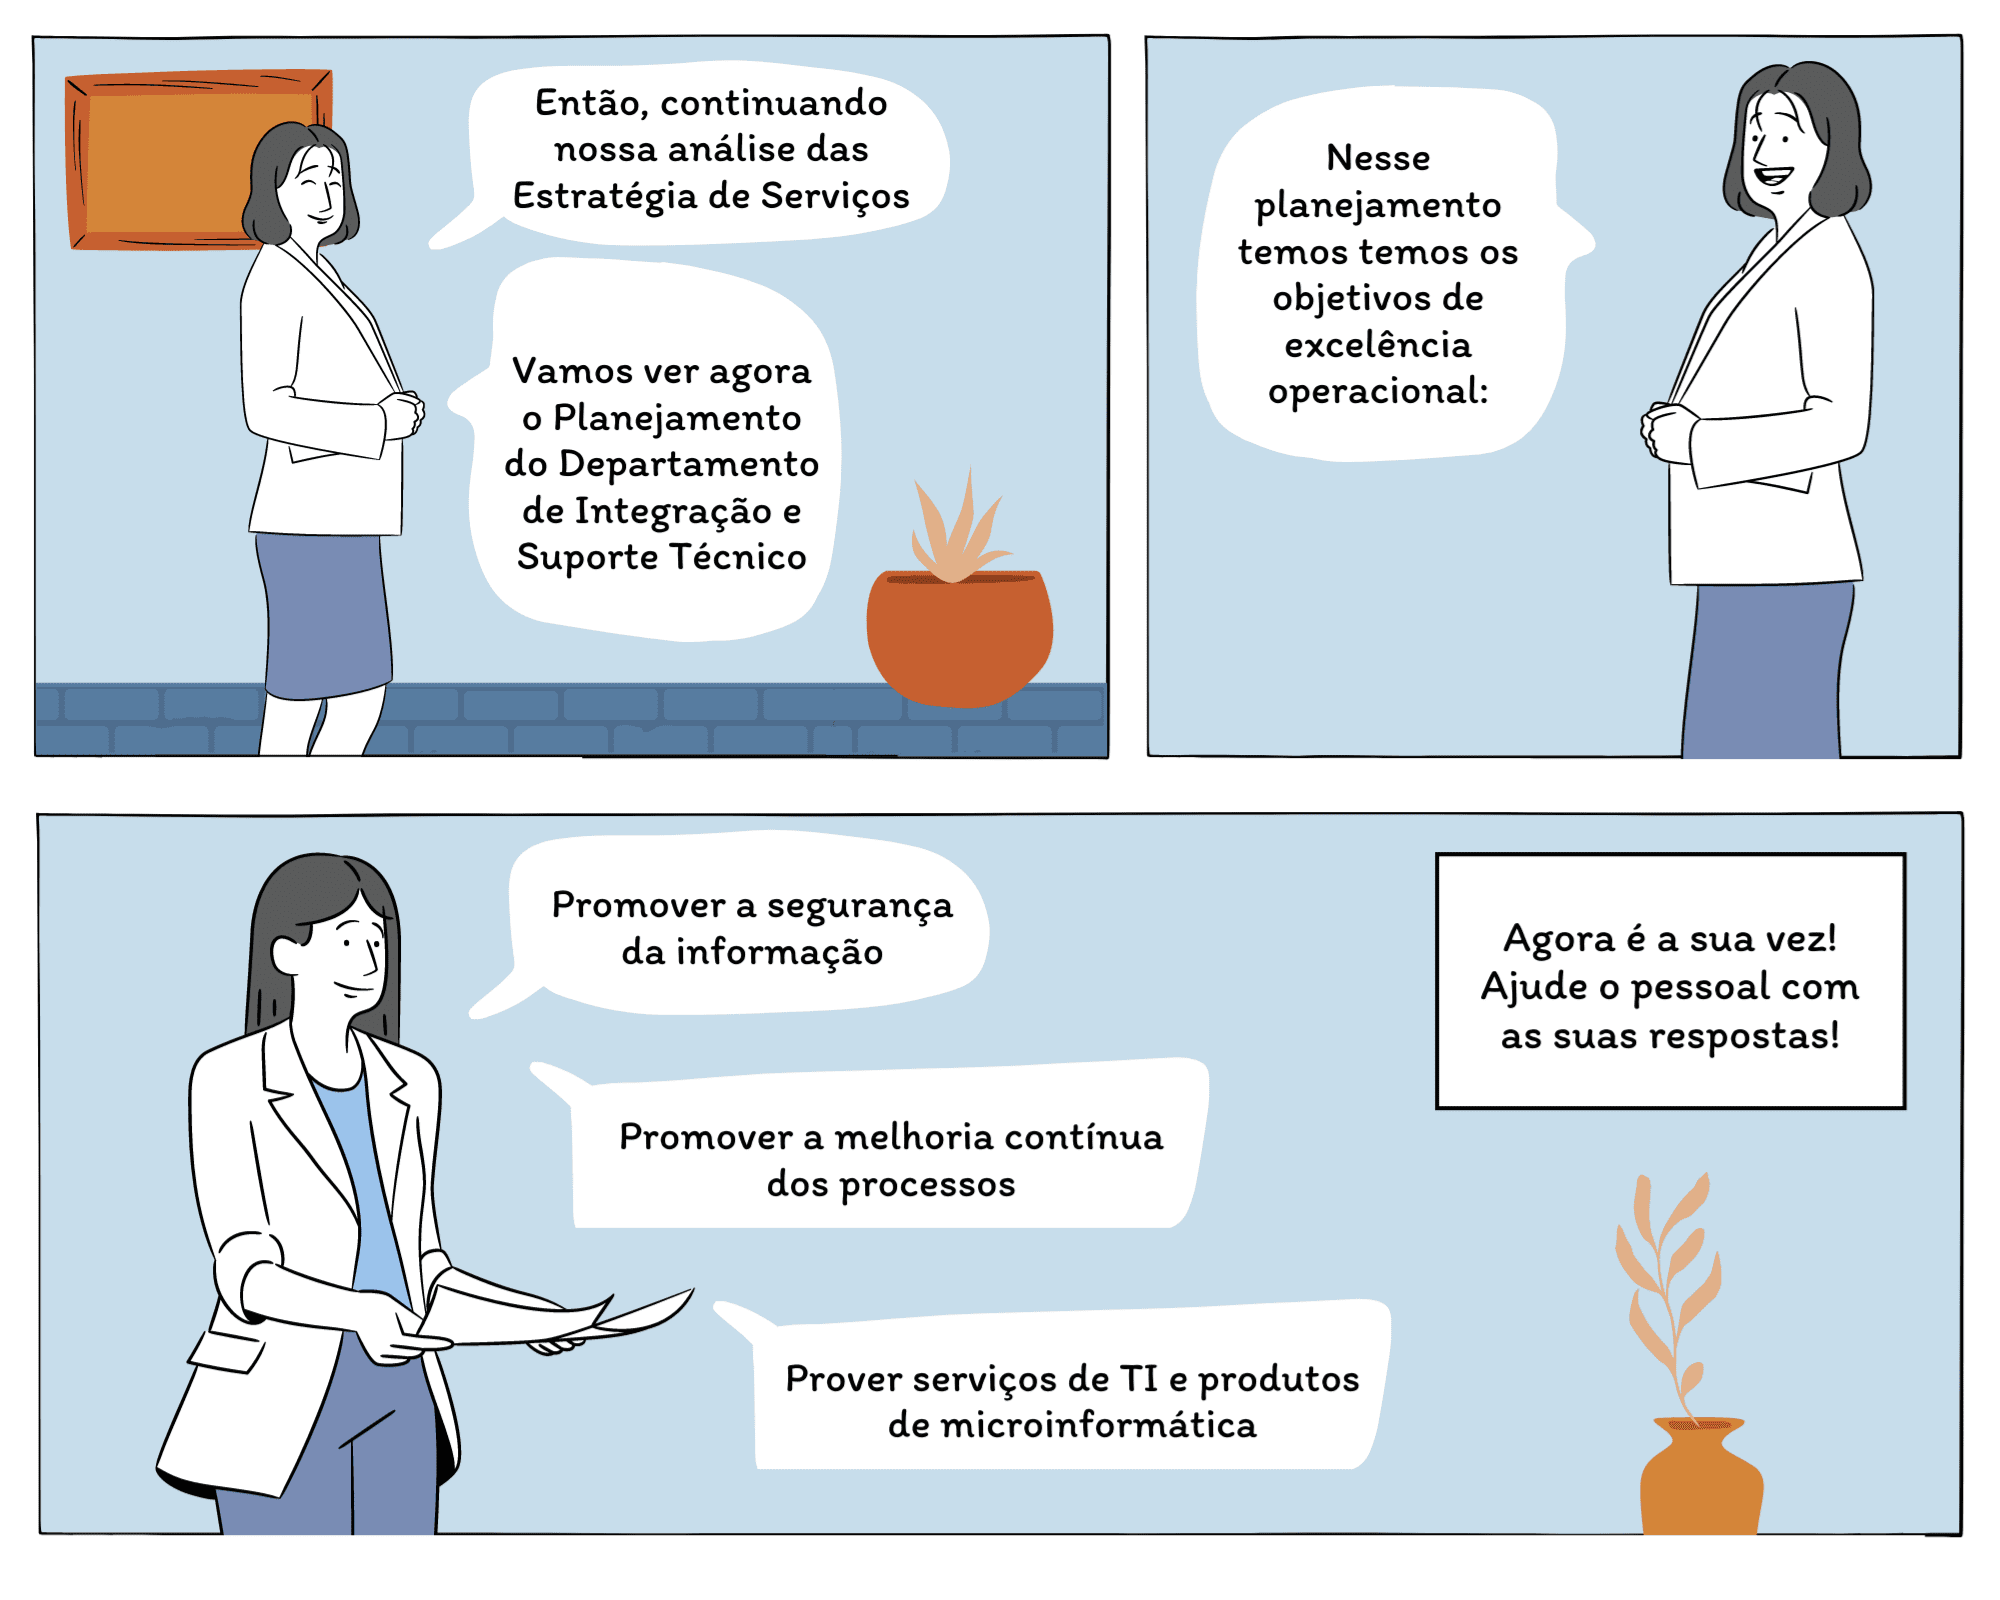 Então, continuando
nossa análise das
Estratégia de Serviços
Vamos ver agora
o Planejamento
do Departamento
de Integração e
Suporte Técnico
Nesse
planejamento
temos temos os
objetivos de
excelência
operacional:
Promover a segurança
da informação
Promover a melhoria contínua
dos processos
Prover serviços de TI e produtos
de microinformática
Agora é a sua vez!
Ajude o pessoal com
as suas respostas!